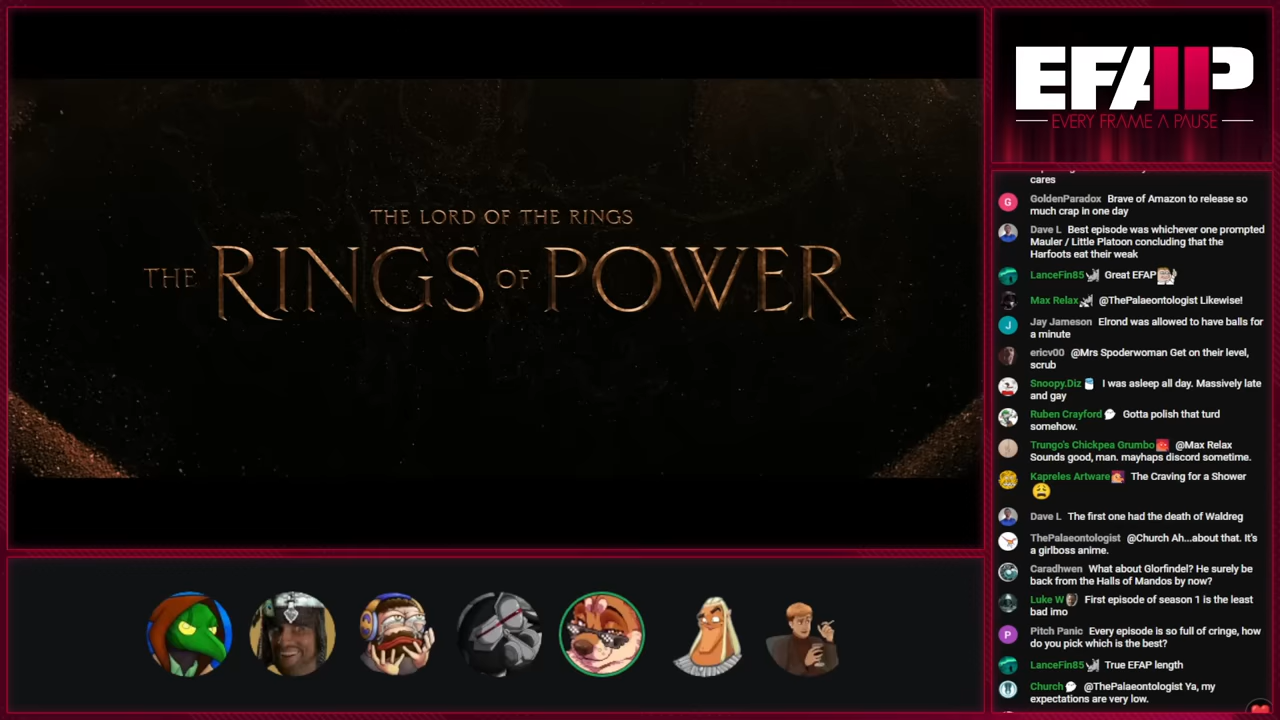 THE LORD OF THE RINGS
THE RINGS OF POWER
EFAP
EVERY FRAME A PAUSE
cares
GoldenParadox Brave of Amazon to release so
much crap in one day
Dave L Best episode was whichever one prompted
Mauler / Little Platoon concluding that the
Harfoots eat their weak
LanceFin85 Great EFAP
Max Relax @ThePalaeontologist Likewise!
Jay Jameson Elrond was allowed to have balls for
a minute
ericv00 @Mrs Spoderwoman Get on their level,
scrub
Snoopy.Diz I was asleep all day. Massively late
and gay
Ruben Crayford Gotta polish that turd
somehow.
Trungo's Chickpea Grumbo @Max Relax
Sounds good, man. mayhaps discord sometime.
Kapreles Artware The Craving for a Shower
😩
Dave L The first one had the death of Waldreg
ThePalaeontologist @Church Ah...about that. It's
a girlboss anime.
Caradhwen What about Glorfindel? He surely be
back from the Halls of Mandos by now?
Luke W First episode of season 1 is the least
bad imo
Pitch Panic Every episode is so full of cringe, how
do you pick which is the best?
LanceFin85 True EFAP length
Church @ThePalaeontologist Ya, my
expectations are very low.